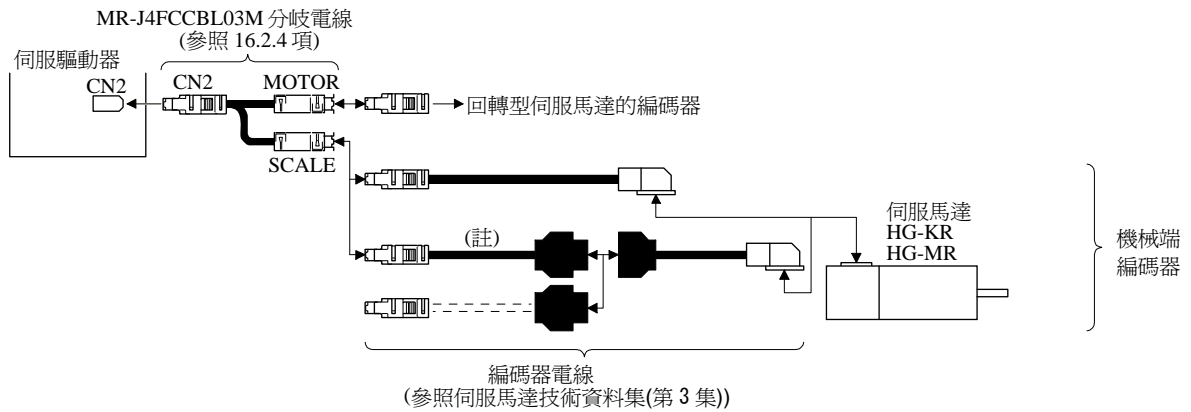 MR-J4FCCBL03M 分岐電線
(參照 16.2.4 項)
伺服驅動器
CN2
CN2
MOTOR
回轉型伺服馬達的編碼器
SCALE
(註)
伺服馬達
HG-KR
HG-MR
機械端
編碼器
編碼器電線
(參照伺服馬達技術資料集(第 3 集))